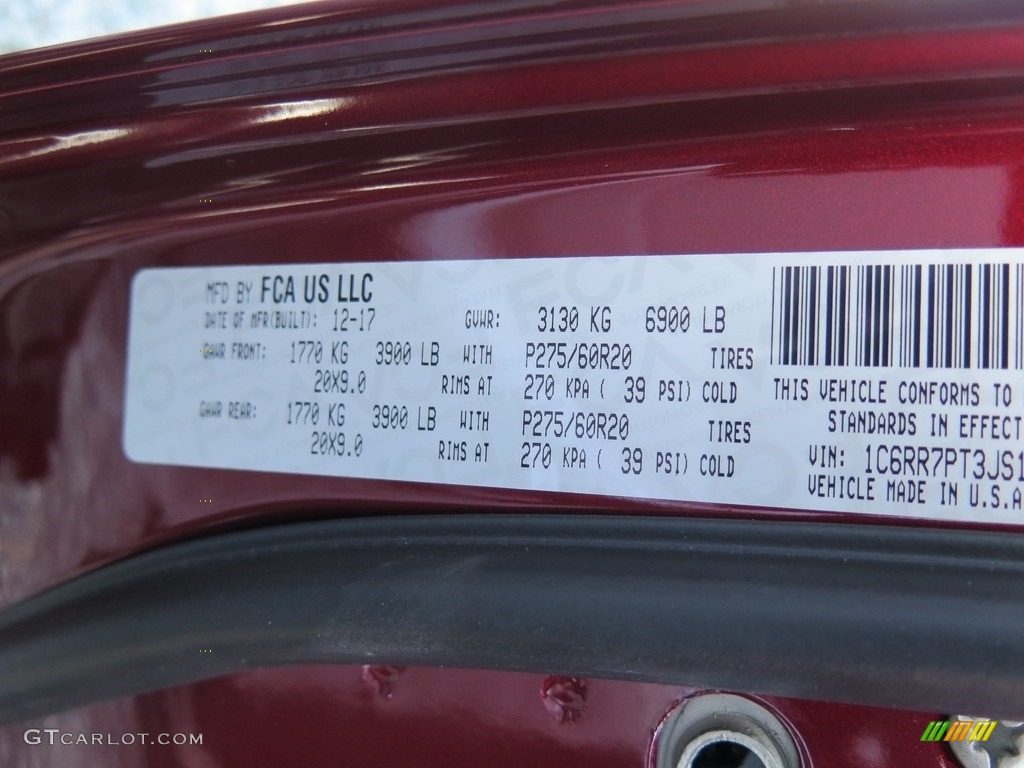 MFD BY FCA US LLC
DATE OF MFR(BUILT): 12-17 GVWR: 3130 KG 6900 LB
GAWR FRONT: 1770 KG 3900 LB WITH P275/60R20 TIRES
20X9.0 RIMS AT 270 KPA ( 39 PSI) COLD
GAWR REAR: 1770 KG 3900 LB WITH P275/60R20 TIRES
20X9.0 RIMS AT 270 KPA ( 39 PSI) COLD
THIS VEHICLE CONFORMS TO
STANDARDS IN EFFECT
VIN: 1C6RR7PT3JS1
VEHICLE MADE IN U.S.A
GTCARLOT.COM